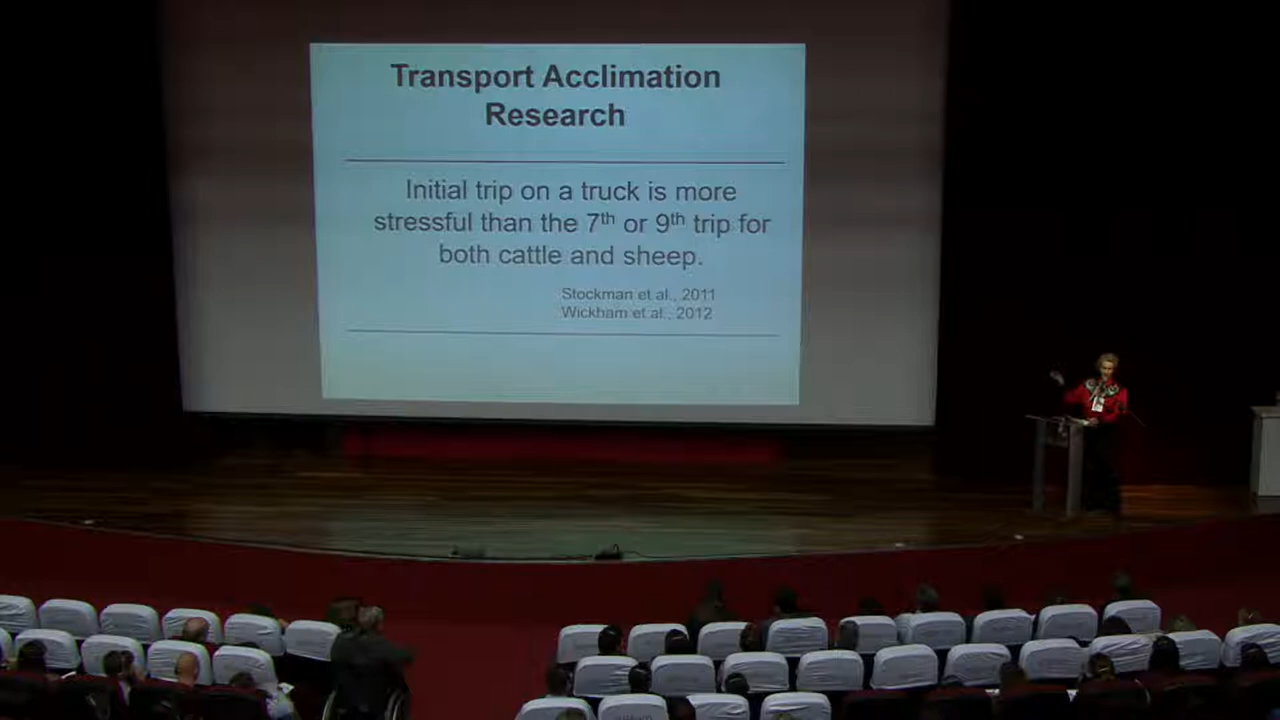 Transport Acclimation
Research
Initial trip on a truck is more
stressful than the 7th or 9th trip for
both cattle and sheep.
Stockman et al., 2011
Wickham et al., 2012